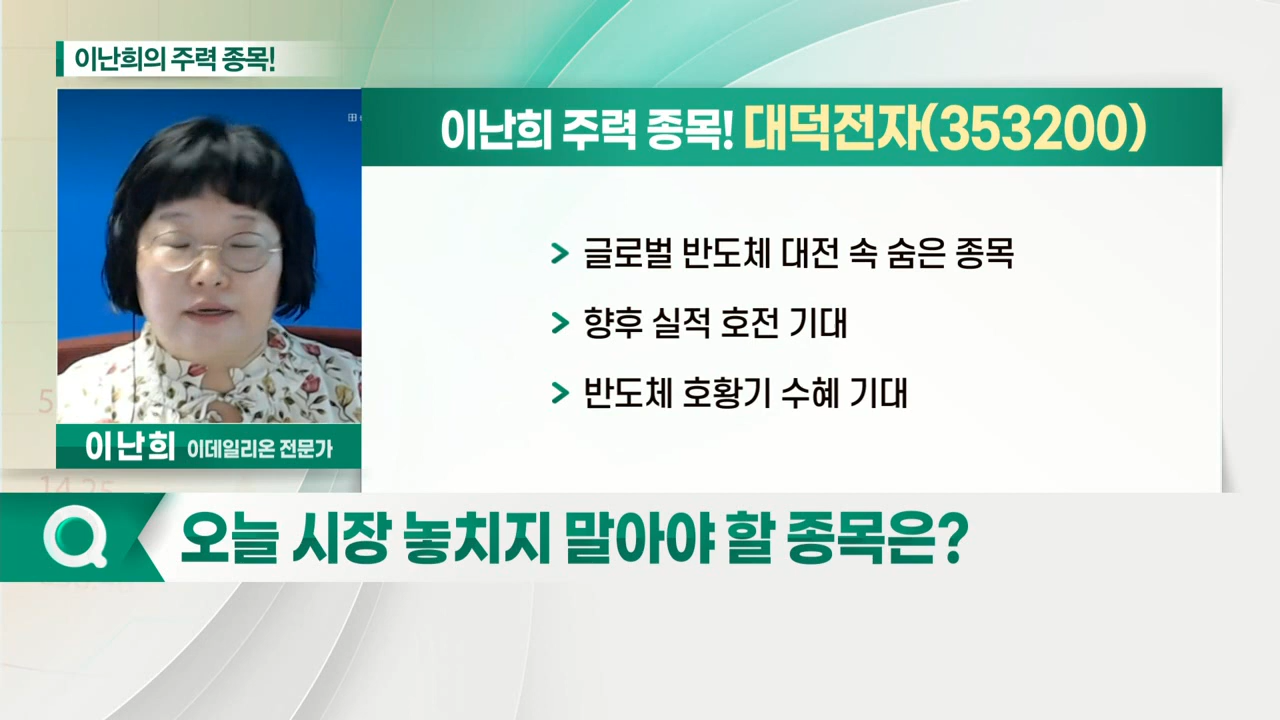 이난희의 주력 종목!
이난희 주력 종목! 대덕전자(353200)
> 글로벌 반도체 대전 속 숨은 종목
> 향후 실적 호전 기대
> 반도체 호황기 수혜 기대
이난희 이데일리온 전문가
오늘 시장 놓치지 말아야 할 종목은?